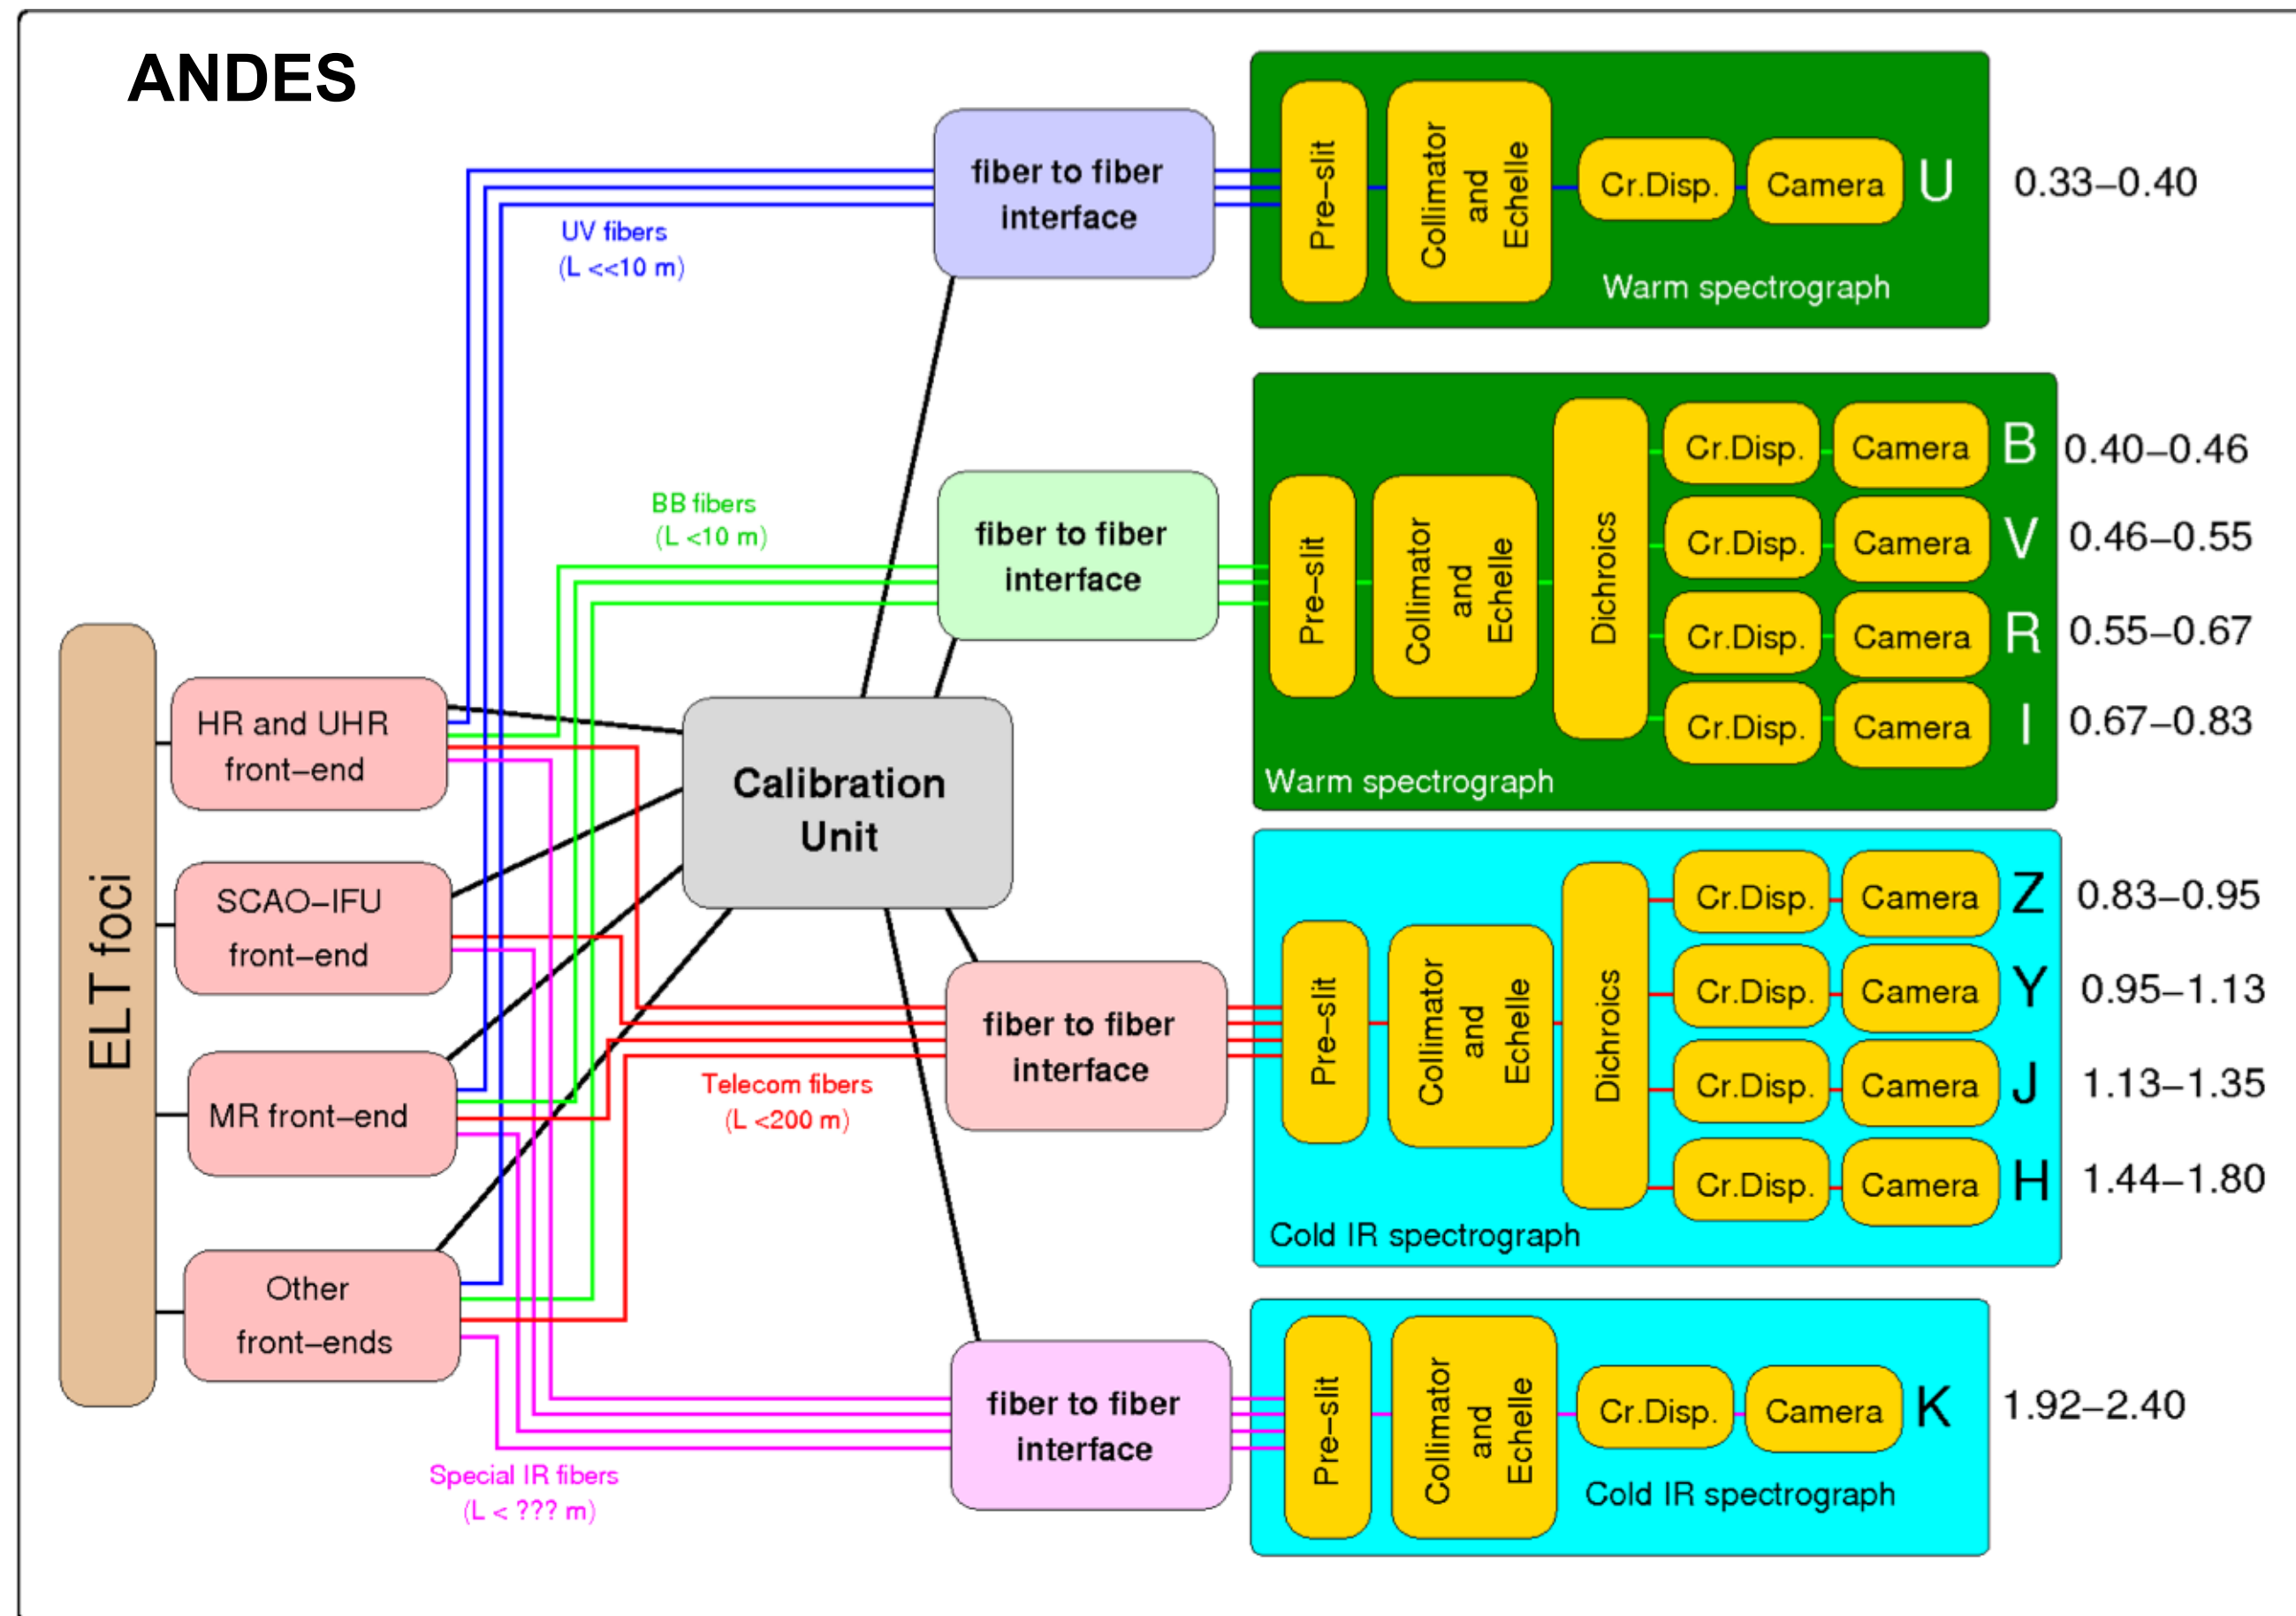 ANDES
ELT foci
HR and UHR
front–end
SCAO–IFU
front–end
MR front–end
Other
front–ends
UV fibers
(L <<10 m)
BB fibers
(L <10 m)
Telecom fibers
(L <200 m)
Special IR fibers
(L < ??? m)
Calibration
Unit
fiber to fiber
interface
fiber to fiber
interface
fiber to fiber
interface
fiber to fiber
interface
Pre–slit
Collimator
and
Echelle
Cr.Disp.
Camera
U
0.33–0.40
Warm spectrograph
Pre–slit
Collimator
and
Echelle
Dichroics
Cr.Disp.
Camera
B
0.40–0.46
Cr.Disp.
Camera
V
0.46–0.55
Cr.Disp.
Camera
R
0.55–0.67
Cr.Disp.
Camera
I
0.67–0.83
Warm spectrograph
Pre–slit
Collimator
and
Echelle
Dichroics
Cr.Disp.
Camera
Z
0.83–0.95
Cr.Disp.
Camera
Y
0.95–1.13
Cr.Disp.
Camera
J
1.13–1.35
Cr.Disp.
Camera
H
1.44–1.80
Cold IR spectrograph
Pre–slit
Collimator
and
Echelle
Cr.Disp.
Camera
K
1.92–2.40
Cold IR spectrograph